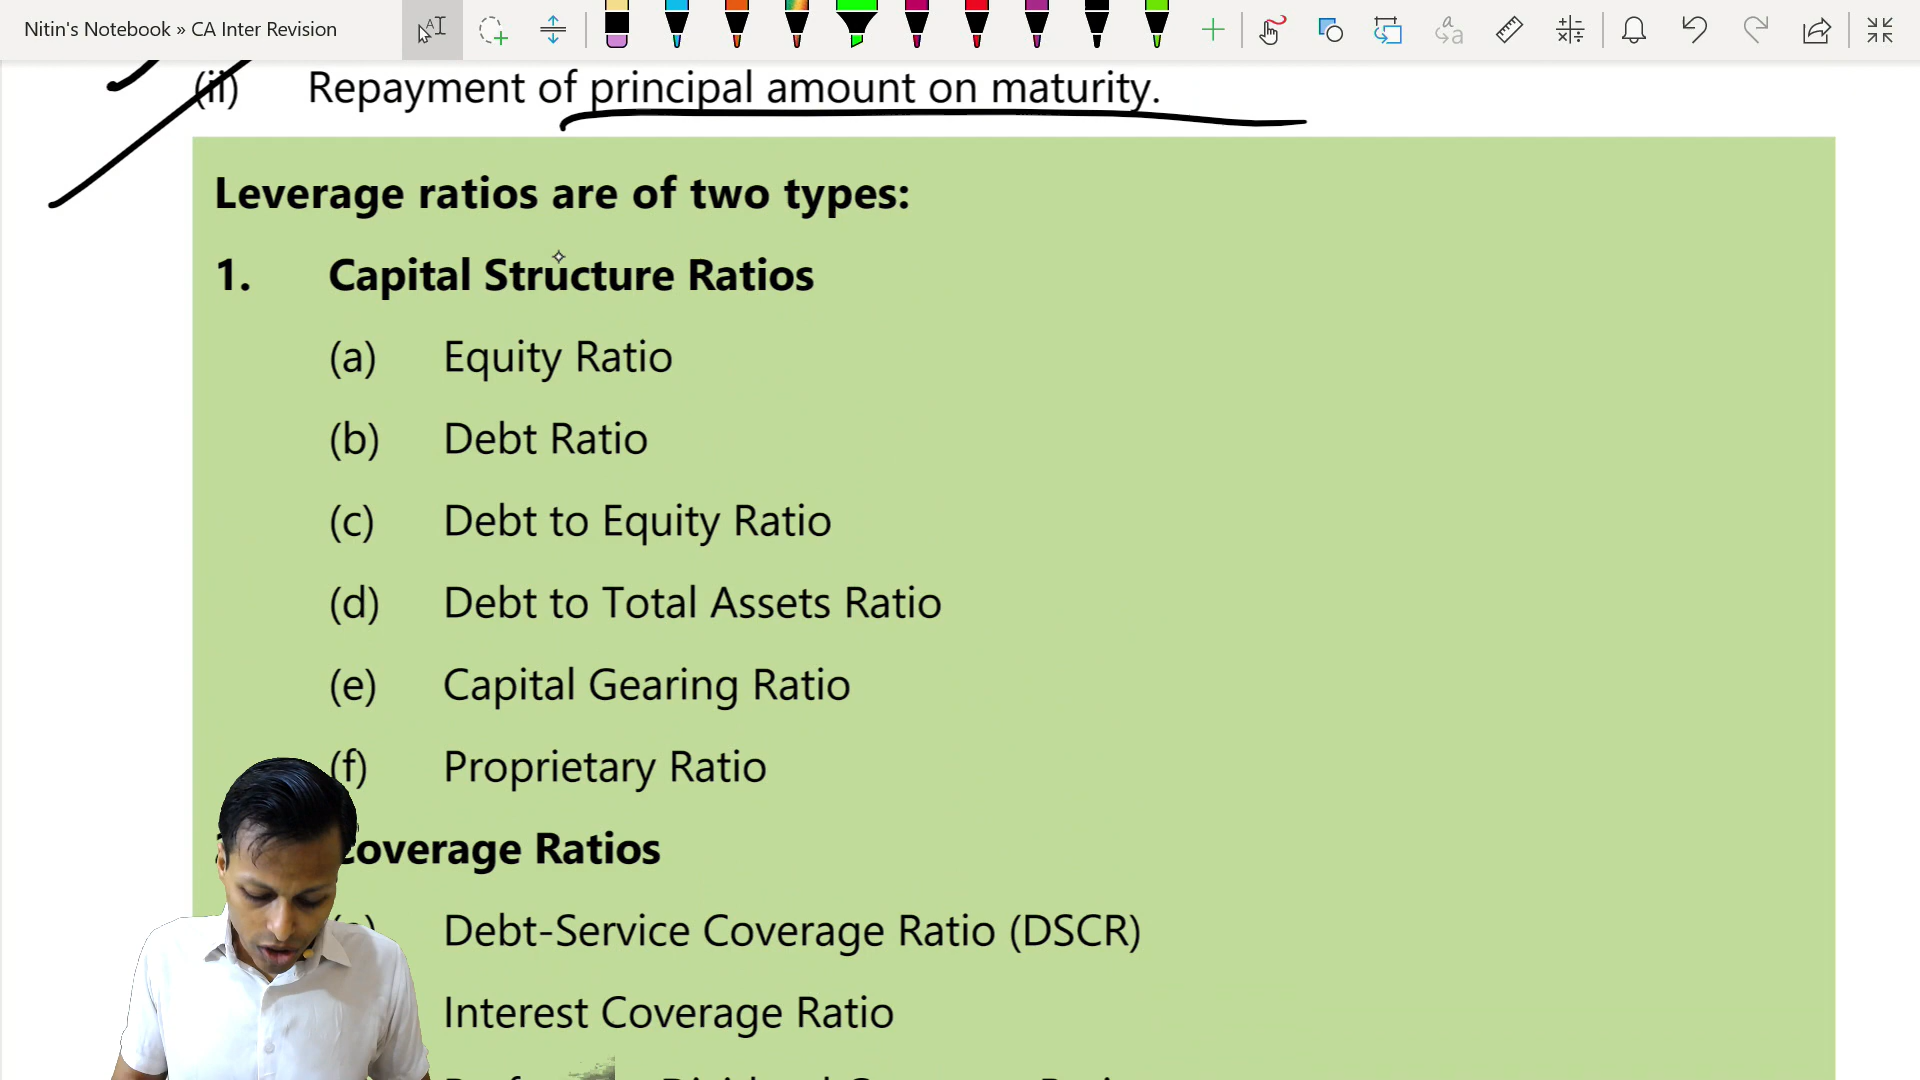 Nitin's Notebook » CA Inter Revision
(ii) Repayment of principal amount on maturity.
Leverage ratios are of two types:
1. Capital Structure Ratios
(a) Equity Ratio
(b) Debt Ratio
(c) Debt to Equity Ratio
(d) Debt to Total Assets Ratio
(e) Capital Gearing Ratio
(f) Proprietary Ratio
Coverage Ratios
Debt-Service Coverage Ratio (DSCR)
Interest Coverage Ratio